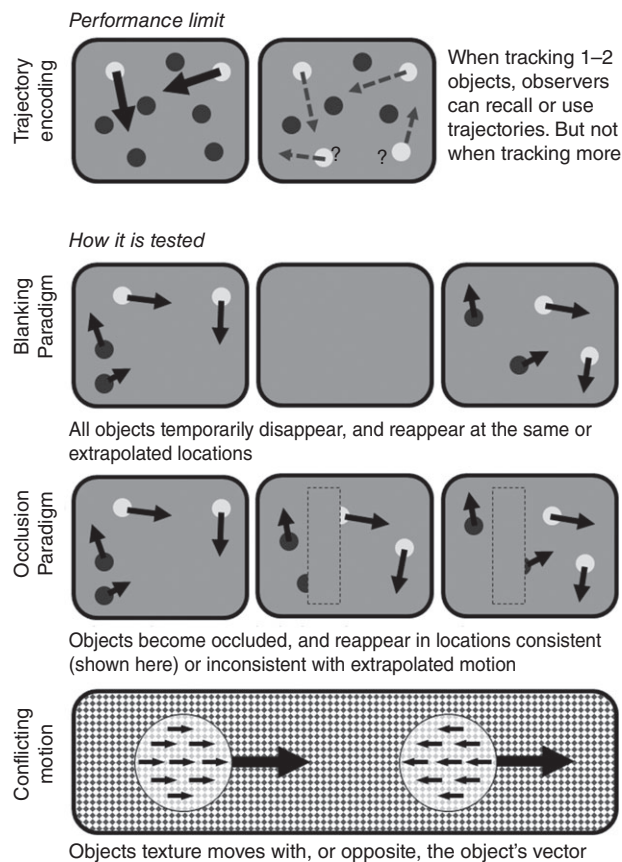 Performance limit
Trajectory
encoding
?
?
When tracking 1–2
objects, observers
can recall or use
trajectories. But not
when tracking more
How it is tested
Blanking
Paradigm
All objects temporarily disappear, and reappear at the same or
extrapolated locations
Occlusion
Paradigm
Objects become occluded, and reappear in locations consistent
(shown here) or inconsistent with extrapolated motion
Conflicting
motion
Objects texture moves with, or opposite, the object's vector